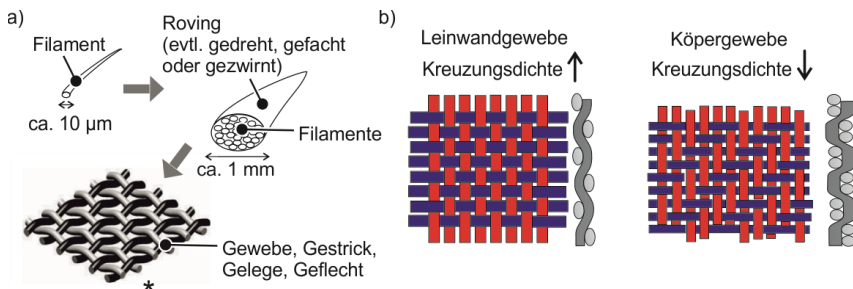 a)
Filament
ca. 10 µm
Roving
(evtl. gedreht, gefacht
oder gezwirnt)
Filamente
ca. 1 mm
Gewebe, Gestrick,
Gelege, Geflecht
*
b)
Leinwandgewebe
Kreuzungsdichte
Köpergewebe
Kreuzungsdichte